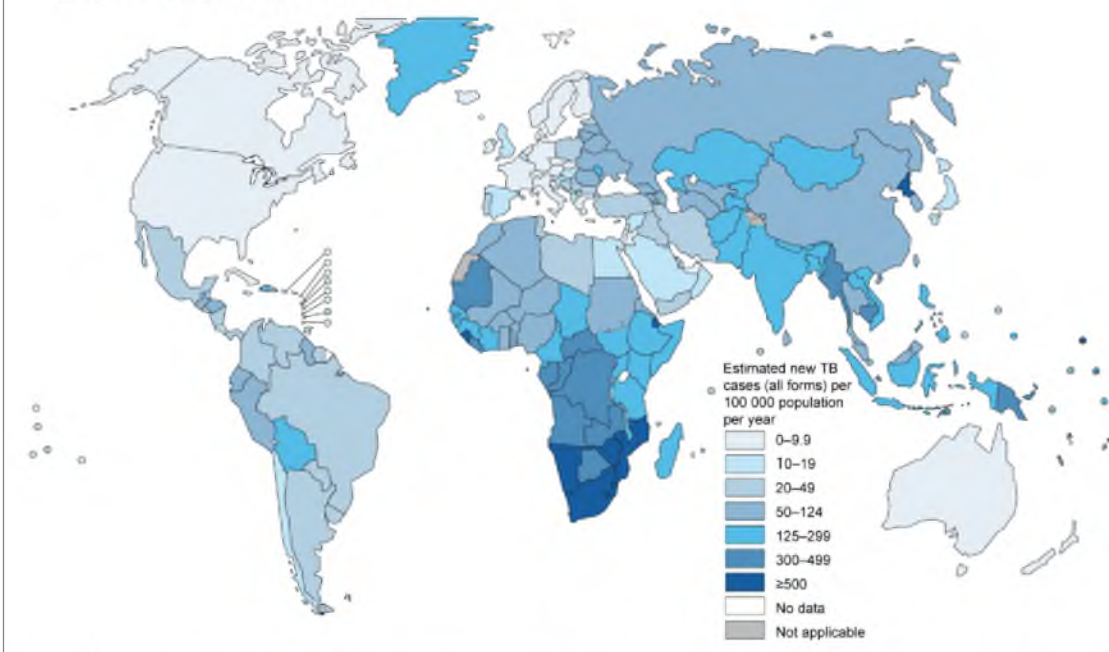 Estimated new TB
cases (all forms) per
100 000 population
per year
0–9.9
10–19
20–49
50–124
125–299
300–499
≥500
No data
Not applicable